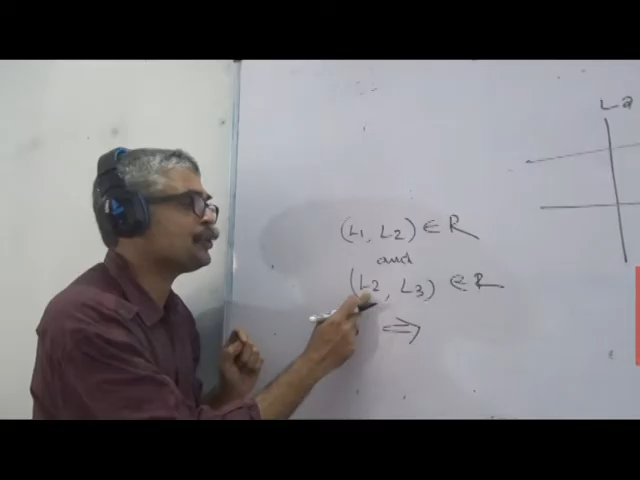 L2
(L1, L2) ∈ R
and
(L2, L3) ∈ R
⇒